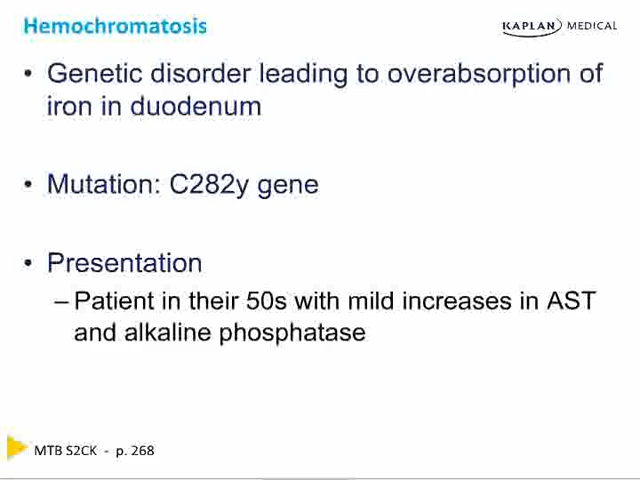 Hemochromatosis
KAPLAN MEDICAL
• Genetic disorder leading to overabsorption of
iron in duodenum
• Mutation: C282y gene
• Presentation
– Patient in their 50s with mild increases in AST
and alkaline phosphatase
MTB S2CK - p. 268